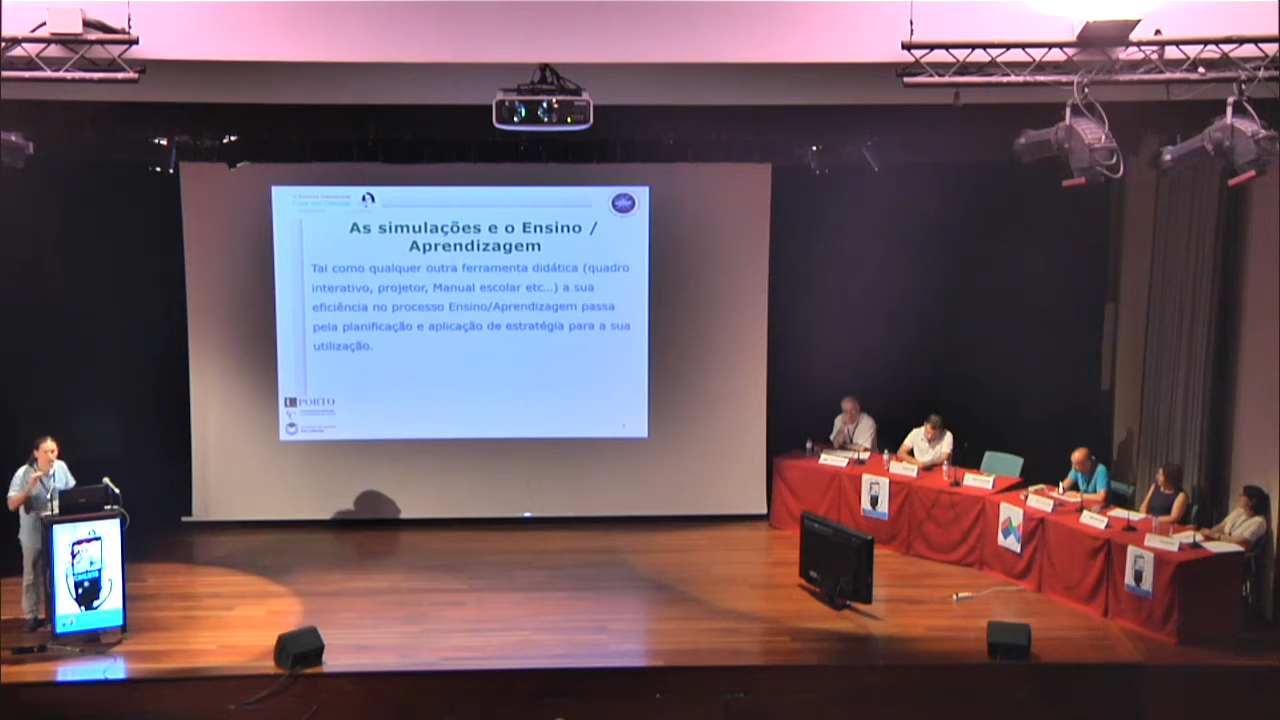 As simulações e o Ensino /
Aprendizagem
Tal como qualquer outra ferramenta didática (quadro
interativo, projetor, Manual escolar etc...) a sua
eficiência no processo Ensino/Aprendizagem passa
pela planificação e aplicação de estratégia para a sua
utilização.
PORTO